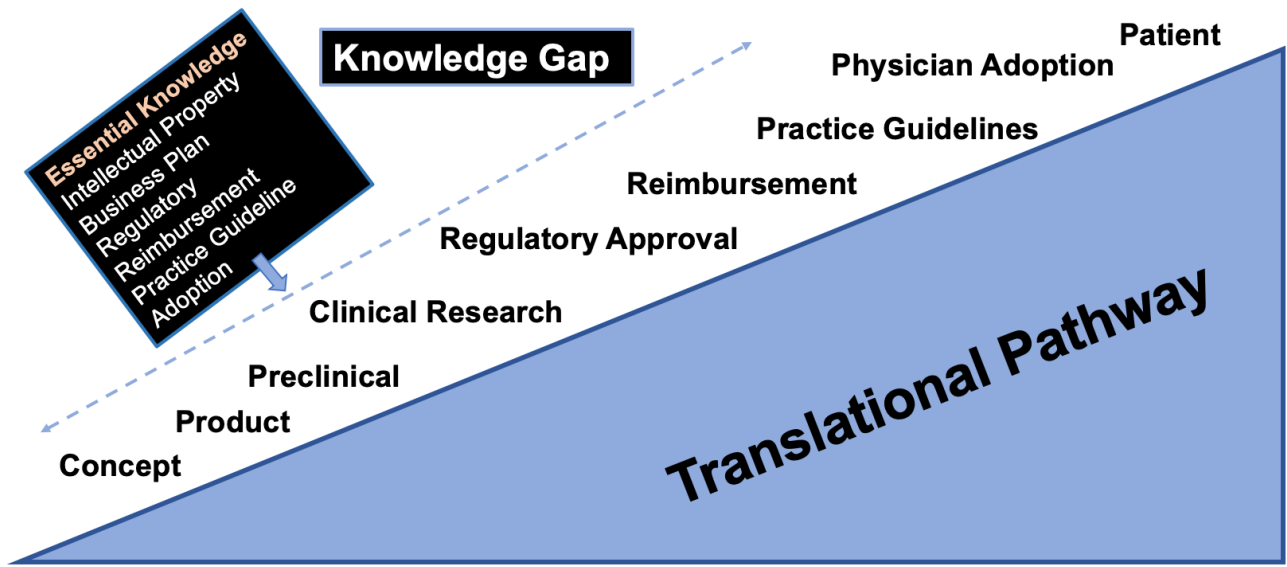 Essential Knowledge
Intellectual Property
Business Plan
Regulatory
Reimbursement
Practice Guideline
Adoption
Knowledge Gap
Patient
Physician Adoption
Practice Guidelines
Reimbursement
Regulatory Approval
Clinical Research
Preclinical
Product
Concept
Translational Pathway